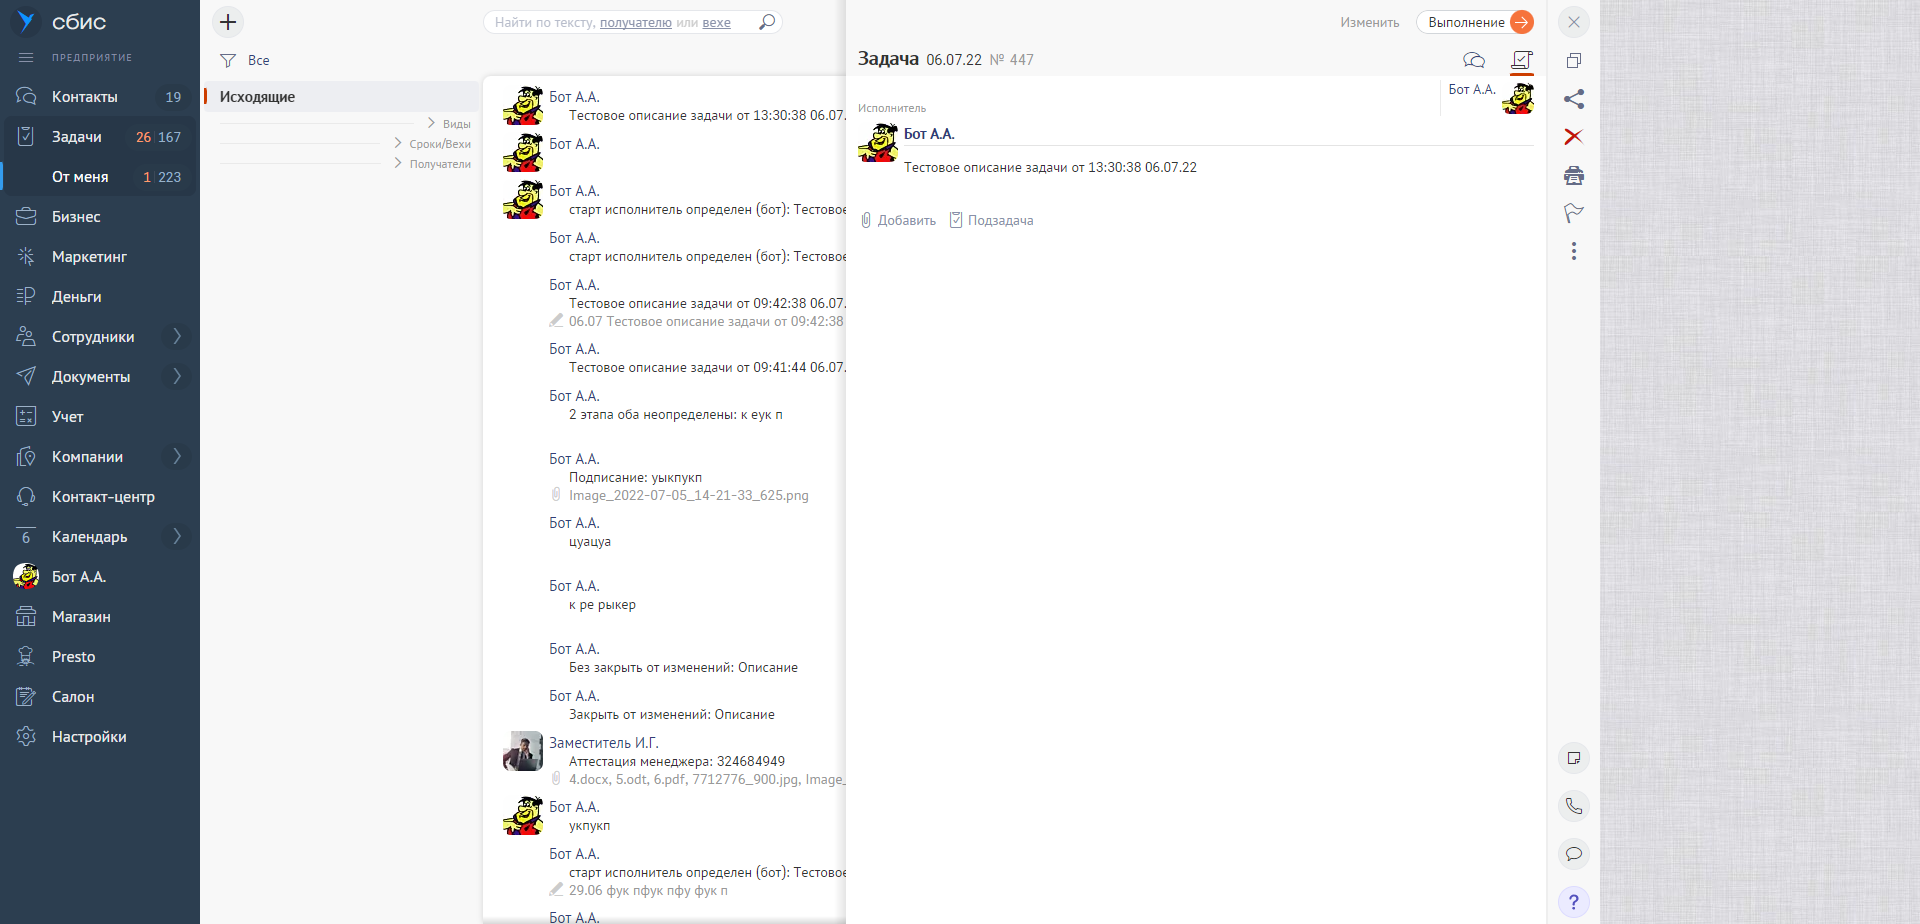 сбис
ПРЕДПРИЯТИЕ
Контакты 19
Задачи 26 167
От меня 1 223
Бизнес
Маркетинг
Деньги
Сотрудники
Документы
Учет
Компании
Контакт-центр
6 Календарь
Бот А.А.
Магазин
Presto
Салон
Настройки
Найти по тексту, получателю или вехе
Все
Исходящие
Виды
Сроки/Вехи
Получатели
Бот А.А.
Тестовое описание задачи от 13:30:38 06.07.
Бот А.А.
Бот А.А.
старт исполнитель определен (бот): Тестовое
Бот А.А.
старт исполнитель определен (бот): Тестовое
Бот А.А.
Тестовое описание задачи от 09:42:38 06.07.
06.07 Тестовое описание задачи от 09:42:38
Бот А.А.
Тестовое описание задачи от 09:41:44 06.07.
Бот А.А.
2 этапа оба неопределены: к еук п
Бот А.А.
Подписание: уыкпукп
Image_2022-07-05_14-21-33_625.png
Бот А.А.
цуацуа
Бот А.А.
к ре рыкер
Бот А.А.
Без закрыть от изменений: Описание
Бот А.А.
Закрыть от изменений: Описание
Заместитель И.Г.
Аттестация менеджера: 324684949
4.docx, 5.odt, 6.pdf, 7712776_900.jpg, Image_
Бот А.А.
укпукп
Бот А.А.
старт исполнитель определен (бот): Тестовое
29.06 фук пфук пфу фук п
Бот А.А.
Изменить
Выполнение
Задача 06.07.22 № 447
Бот А.А.
Исполнитель
Бот А.А.
Тестовое описание задачи от 13:30:38 06.07.22
Добавить Подзадача
?